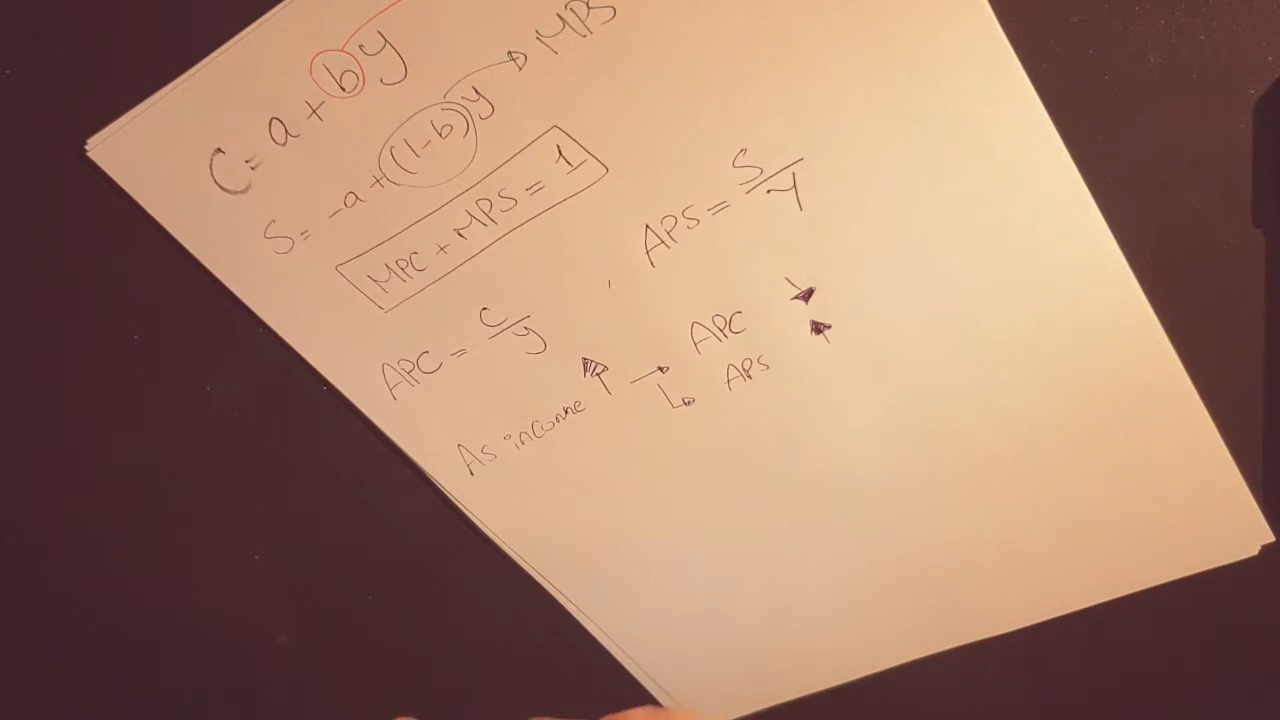 C = a + by
S = -a + (1-b)y → MPS
MPC + MPS = 1
APS = S/Y
APC = C/y
As income ↑ → APC ↓
↳ APS ↑